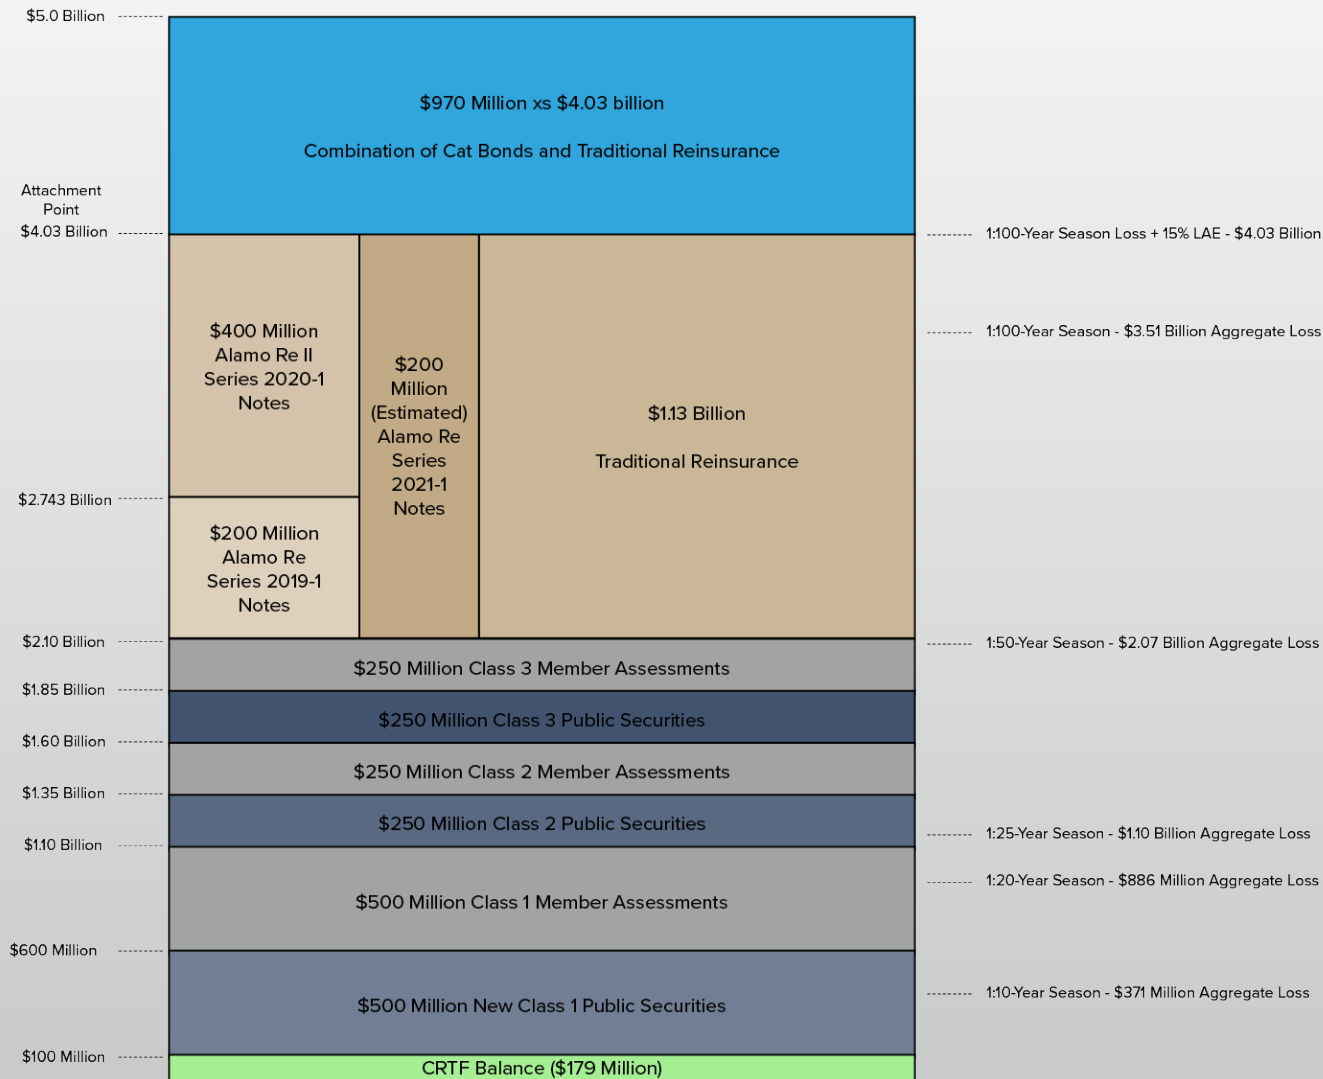 $5.0 Billion
$970 Million xs $4.03 billion
Combination of Cat Bonds and Traditional Reinsurance
Attachment
Point
$4.03 Billion
1:100-Year Season Loss + 15% LAE - $4.03 Billion
$400 Million
Alamo Re II
Series 2020-1
Notes
$200
Million
(Estimated)
Alamo Re
Series
2021-1
Notes
$1.13 Billion
Traditional Reinsurance
1:100-Year Season - $3.51 Billion Aggregate Loss
$2.743 Billion
$200 Million
Alamo Re
Series 2019-1
Notes
$2.10 Billion
1:50-Year Season - $2.07 Billion Aggregate Loss
$250 Million Class 3 Member Assessments
$1.85 Billion
$250 Million Class 3 Public Securities
$1.60 Billion
$250 Million Class 2 Member Assessments
$1.35 Billion
$250 Million Class 2 Public Securities
1:25-Year Season - $1.10 Billion Aggregate Loss
$1.10 Billion
1:20-Year Season - $886 Million Aggregate Loss
$500 Million Class 1 Member Assessments
$600 Million
1:10-Year Season - $371 Million Aggregate Loss
$500 Million New Class 1 Public Securities
$100 Million
CRTF Balance ($179 Million)